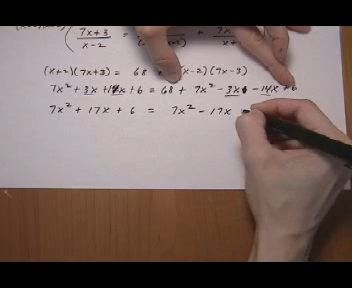 7x+3 = 7x
x-2 x+
(x+2)(7x+3) = 68 (x-2)(7x-3)
7x² + 3x + 14x + 6 = 68 + 7x² - 3x - 14x + 6
7x² + 17x + 6 = 7x² - 17x